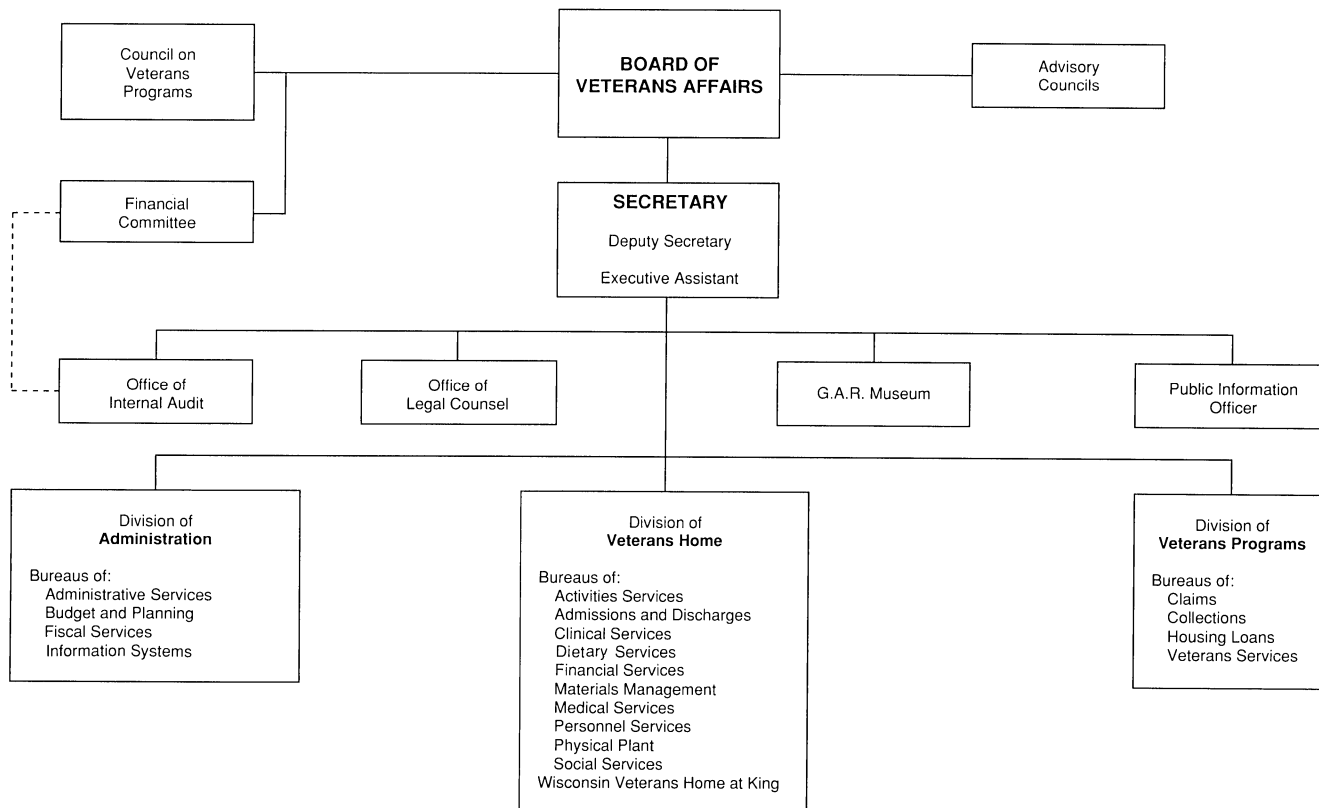 Council on
Veterans
Programs
BOARD OF
VETERANS AFFAIRS
Advisory
Councils
Financial
Committee
SECRETARY
Deputy Secretary
Executive Assistant
Office of
Internal Audit
Office of
Legal Counsel
G.A.R. Museum
Public Information
Officer
Division of
Administration
Bureaus of:
Administrative Services
Budget and Planning
Fiscal Services
Information Systems
Division of
Veterans Home
Bureaus of:
Activities Services
Admissions and Discharges
Clinical Services
Dietary Services
Financial Services
Materials Management
Medical Services
Personnel Services
Physical Plant
Social Services
Wisconsin Veterans Home at King
Division of
Veterans Programs
Bureaus of:
Claims
Collections
Housing Loans
Veterans Services